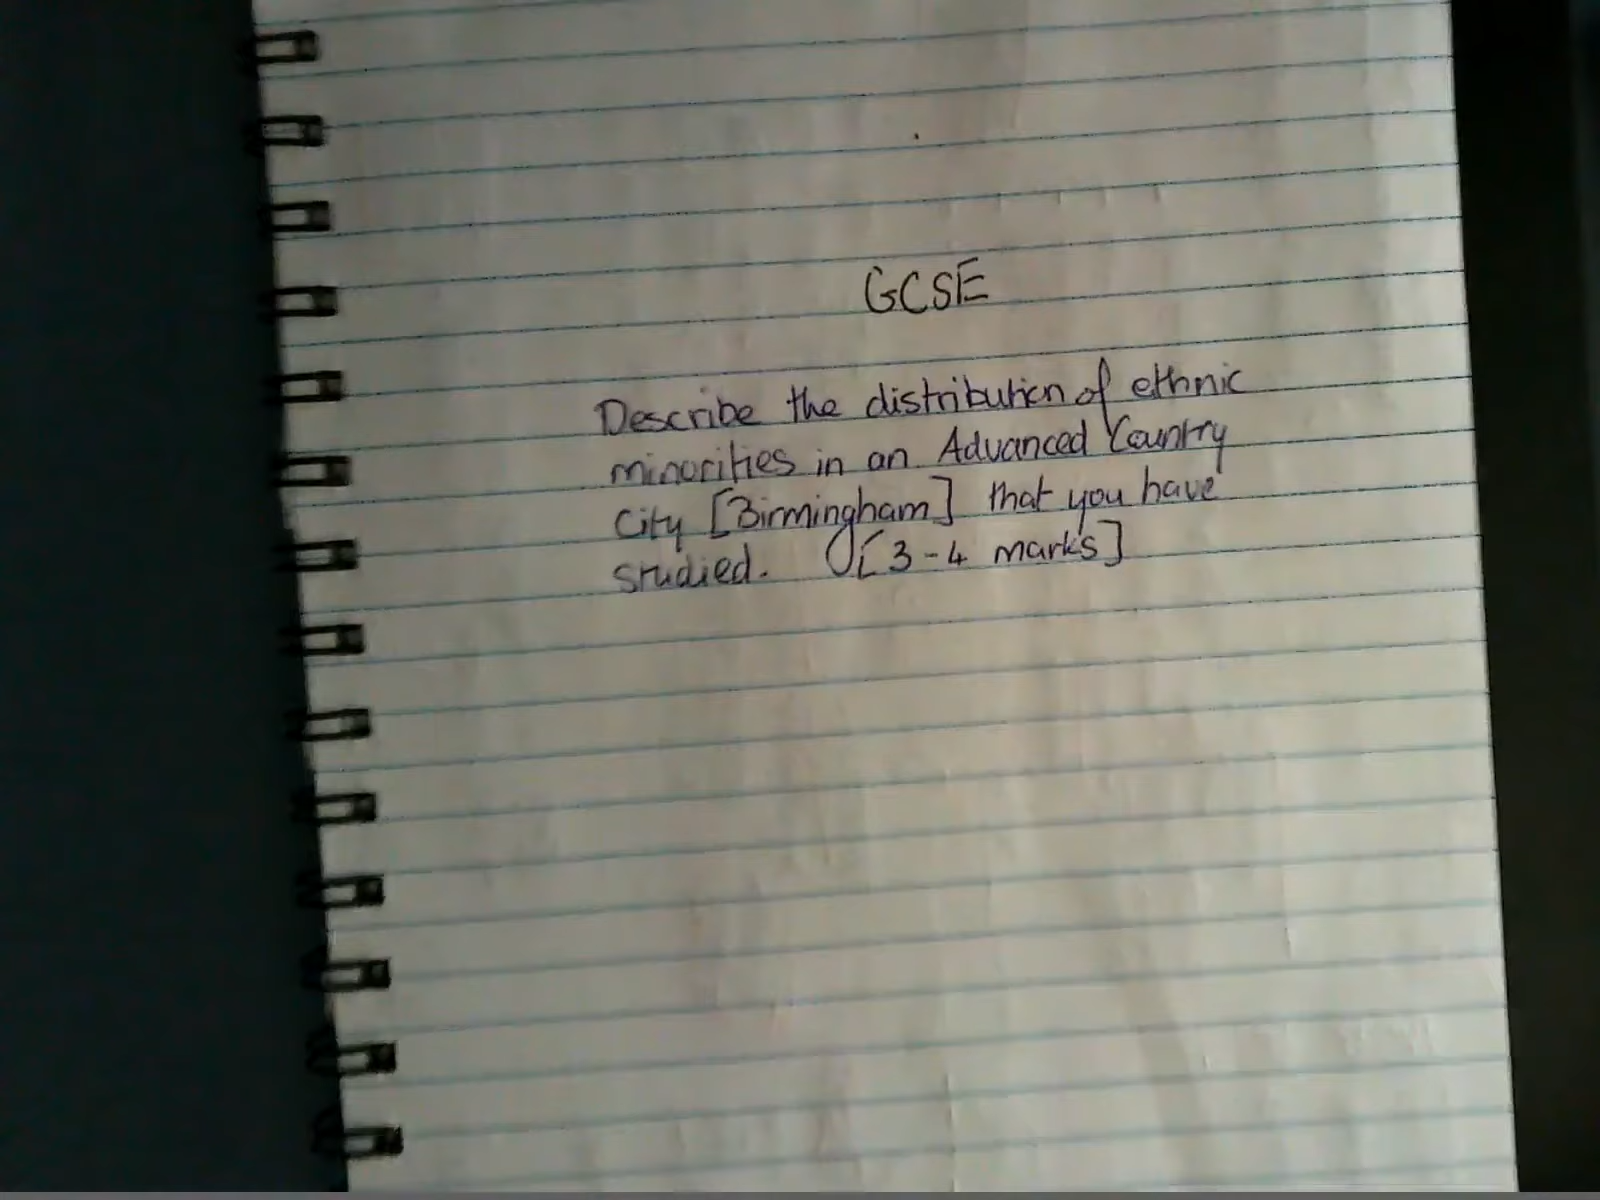 GCSE
Describe the distribution of ethnic
minorities in an Advanced Country
City [Birmingham] that you have
studied. [3-4 marks]